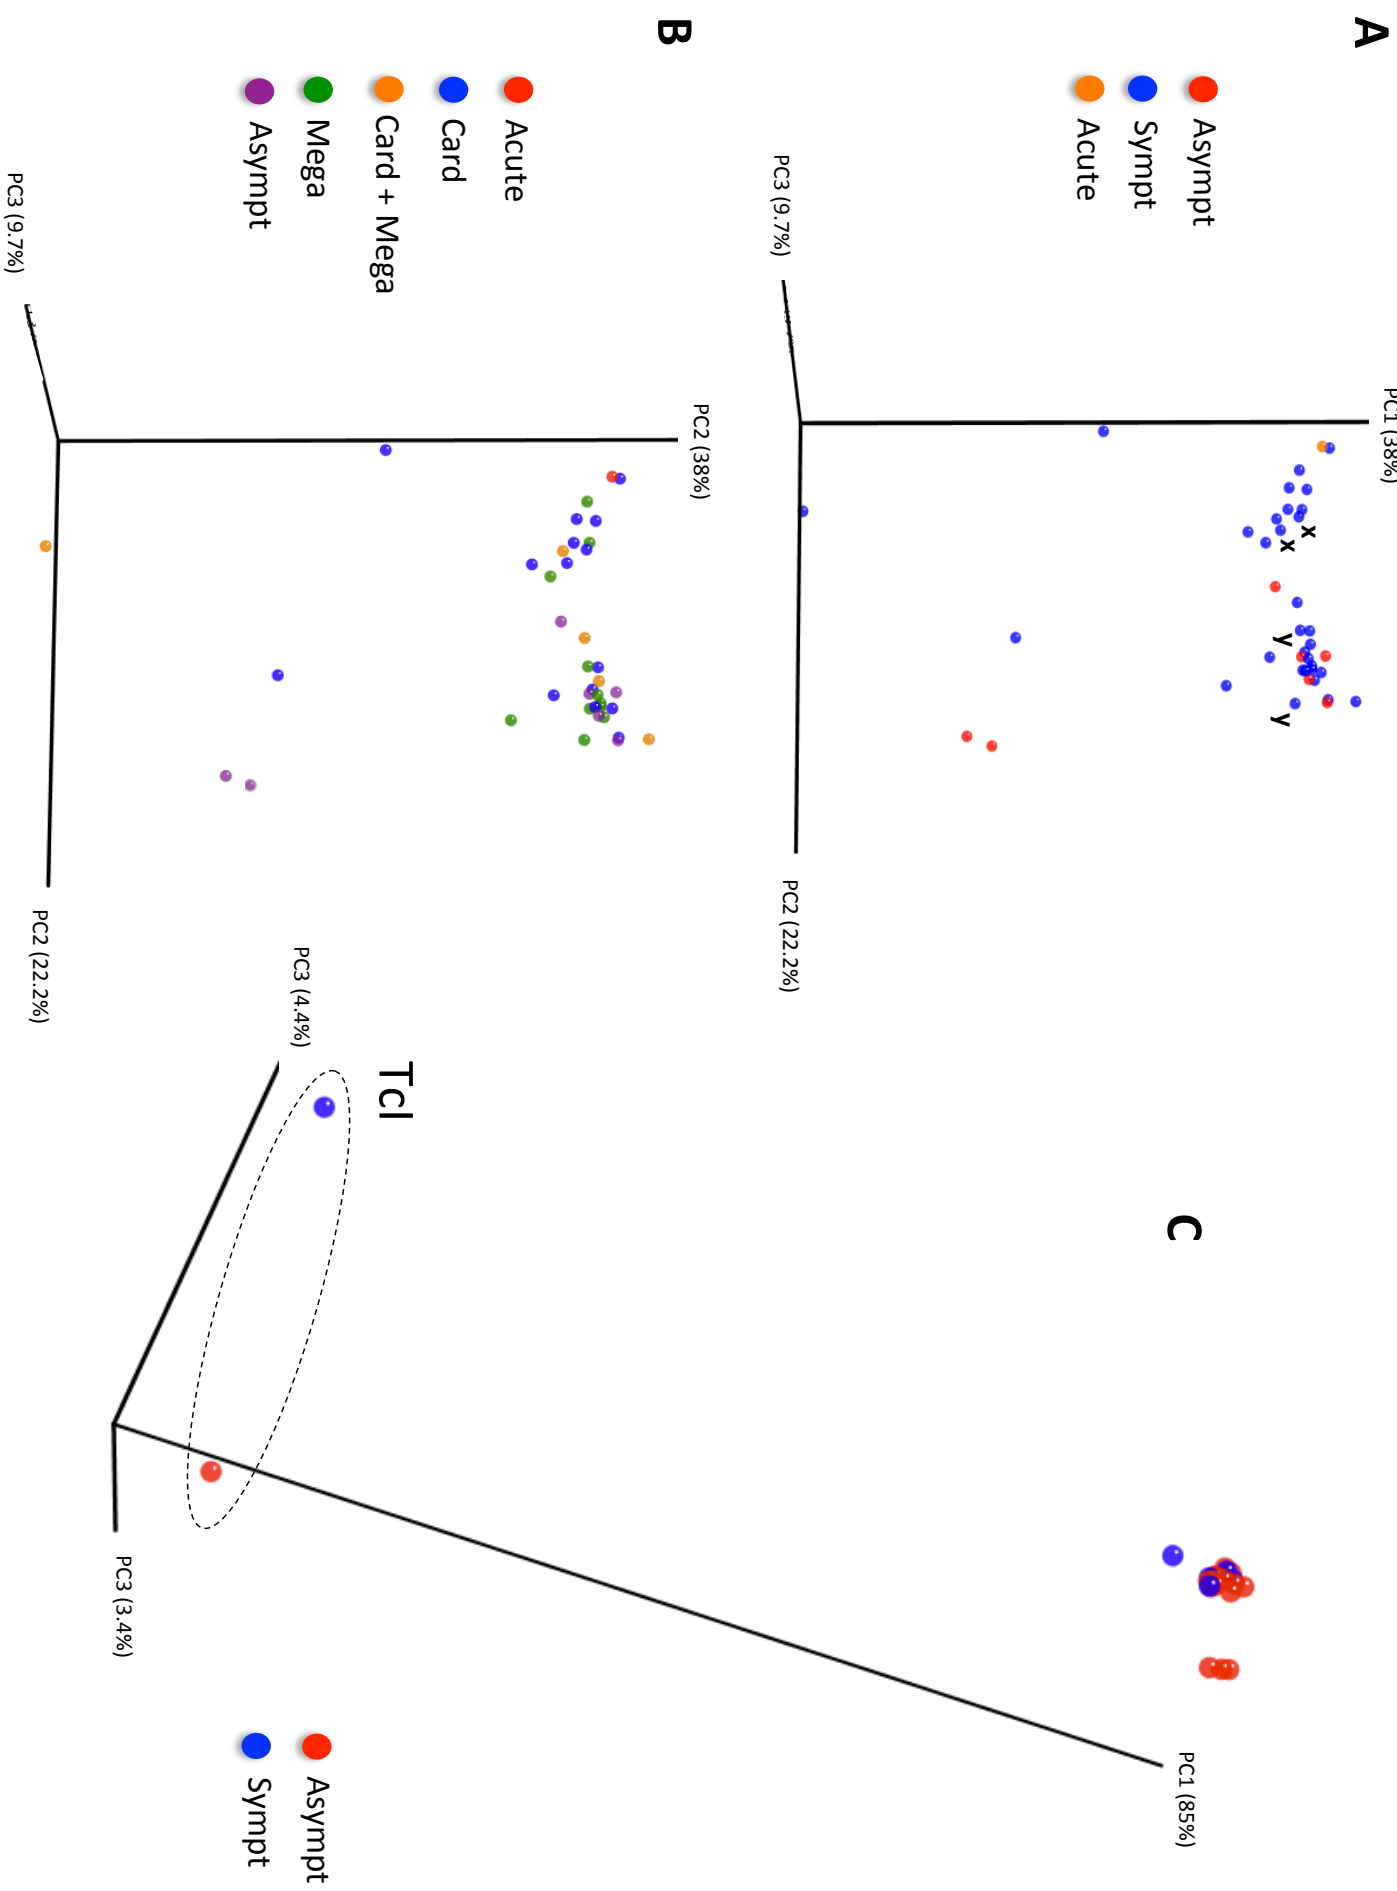 A
Asympt
Sympt
Acute
PC1 (38%)
x
x
y
y
PC3 (9.7%)
PC2 (22.2%)
B
Acute
Card
Card + Mega
Mega
Asympt
PC2 (38%)
PC3 (9.7%)
PC2 (22.2%)
C
TcI
PC3 (4.4%)
PC1 (85%)
PC3 (3.4%)
Asympt
Sympt